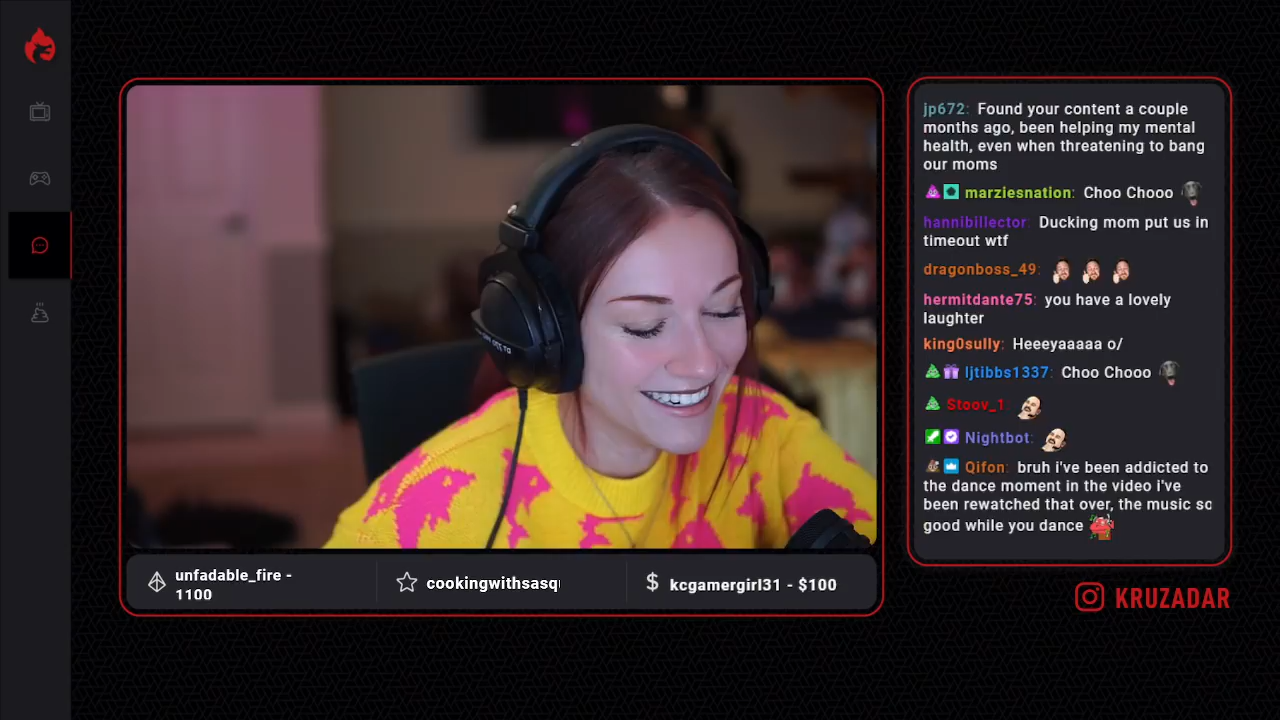 jp672: Found your content a couple
months ago, been helping my mental
health, even when threatening to bang
our moms
marziesnation: Choo Chooo
hannibillector: Ducking mom put us in
timeout wtf
dragonboss_49:
hermitdante75: you have a lovely
laughter
king0sully: Heeeyaaaaa o/
ljtibbs1337: Choo Chooo
Stoov_1:
Nightbot:
Qifon: bruh i've been addicted to
the dance moment in the video i've
been rewatched that over, the music so
good while you dance
unfadable_fire -
1100
cookingwithsasq
$ kcgamergirl31 - $100
KRUZADAR